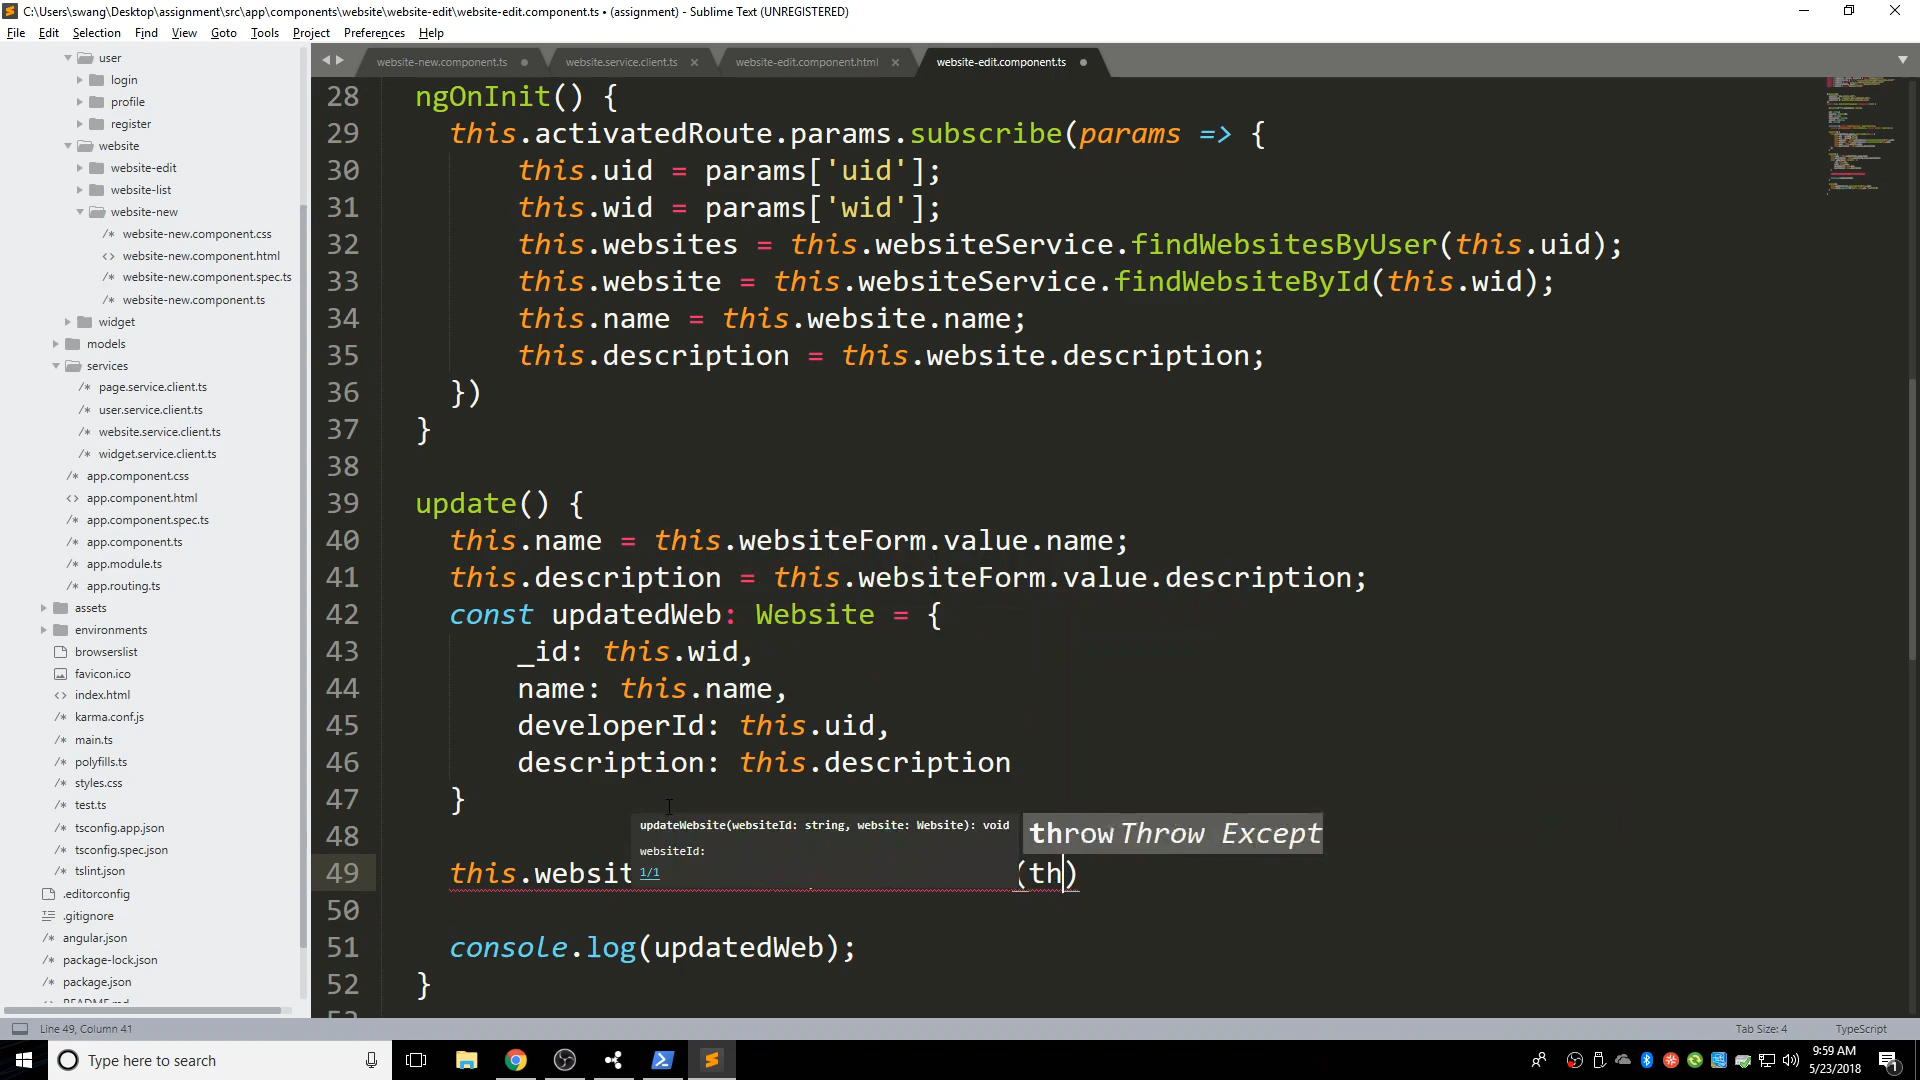 C:\Users\swang\Desktop\assignment\src\app\components\website\website-edit\website-edit.component.ts • (assignment) - Sublime Text (UNREGISTERED)
File Edit Selection Find View Goto Tools Project Preferences Help
website-new.component.ts website.service.client.ts website-edit.component.html website-edit.component.ts
user
login
profile
register
website
website-edit
website-list
website-new
/* website-new.component.css
<> website-new.component.html
/* website-new.component.spec.ts
/* website-new.component.ts
widget
models
services
/* page.service.client.ts
/* user.service.client.ts
/* website.service.client.ts
/* widget.service.client.ts
/* app.component.css
<> app.component.html
/* app.component.spec.ts
/* app.component.ts
/* app.module.ts
/* app.routing.ts
assets
environments
browserslist
favicon.ico
<> index.html
/* karma.conf.js
/* main.ts
/* polyfills.ts
/* styles.css
/* test.ts
/* tsconfig.app.json
/* tsconfig.spec.json
/* tslint.json
.editorconfig
.gitignore
/* angular.json
/* package-lock.json
/* package.json
README.md
28 ngOnInit() {
29 this.activatedRoute.params.subscribe(params => {
30 this.uid = params['uid'];
31 this.wid = params['wid'];
32 this.websites = this.websiteService.findWebsitesByUser(this.uid);
33 this.website = this.websiteService.findWebsiteById(this.wid);
34 this.name = this.website.name;
35 this.description = this.website.description;
36 })
37 }
38
39 update() {
40 this.name = this.websiteForm.value.name;
41 this.description = this.websiteForm.value.description;
42 const updatedWeb: Website = {
43 _id: this.wid,
44 name: this.name,
45 developerId: this.uid,
46 description: this.description
47 }
48
updateWebsite(websiteId: string, website: Website): void
websiteId:
1/1
throw Throw Except
49 this.websit (th)
50
51 console.log(updatedWeb);
52 }
Line 49, Column 41 Tab Size: 4 TypeScript
Type here to search
9:59 AM
5/23/2018
1